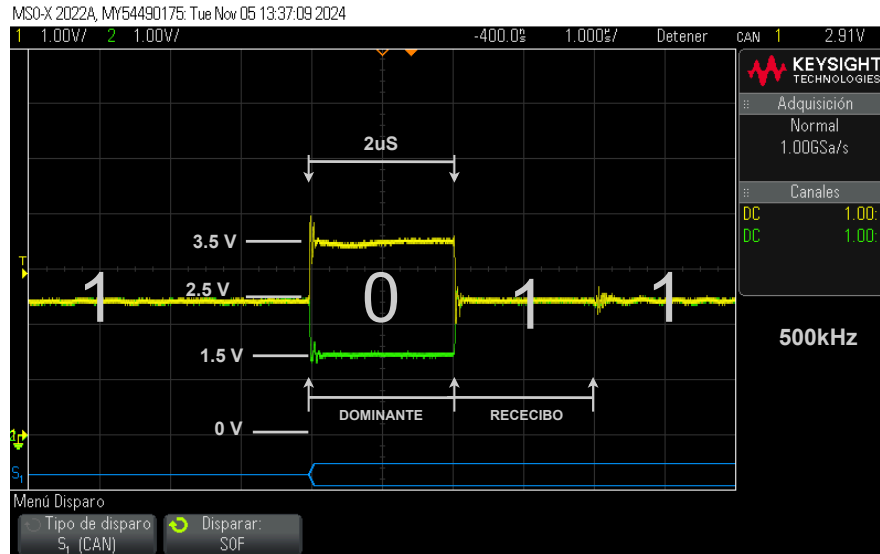 MSO-X 2022A, MY54490175: Tue Nov 05 13:37:09 2024
1 1.00V/ 2 1.00V/ -400.0ns 1.000s/ Detener CAN 1 2.91V
KEYSIGHT
TECHNOLOGIES
Adquisición
Normal
1.00GSa/s
Canales
DC 1.00:
DC 1.00:
2uS
3.5 V
T
2.5 V
1 0 1 1
500kHz
1.5 V
DOMINANTE RECECIBO
0 V
S1
Menú Disparo
Tipo de disparo Disparar:
S1 (CAN) SOF